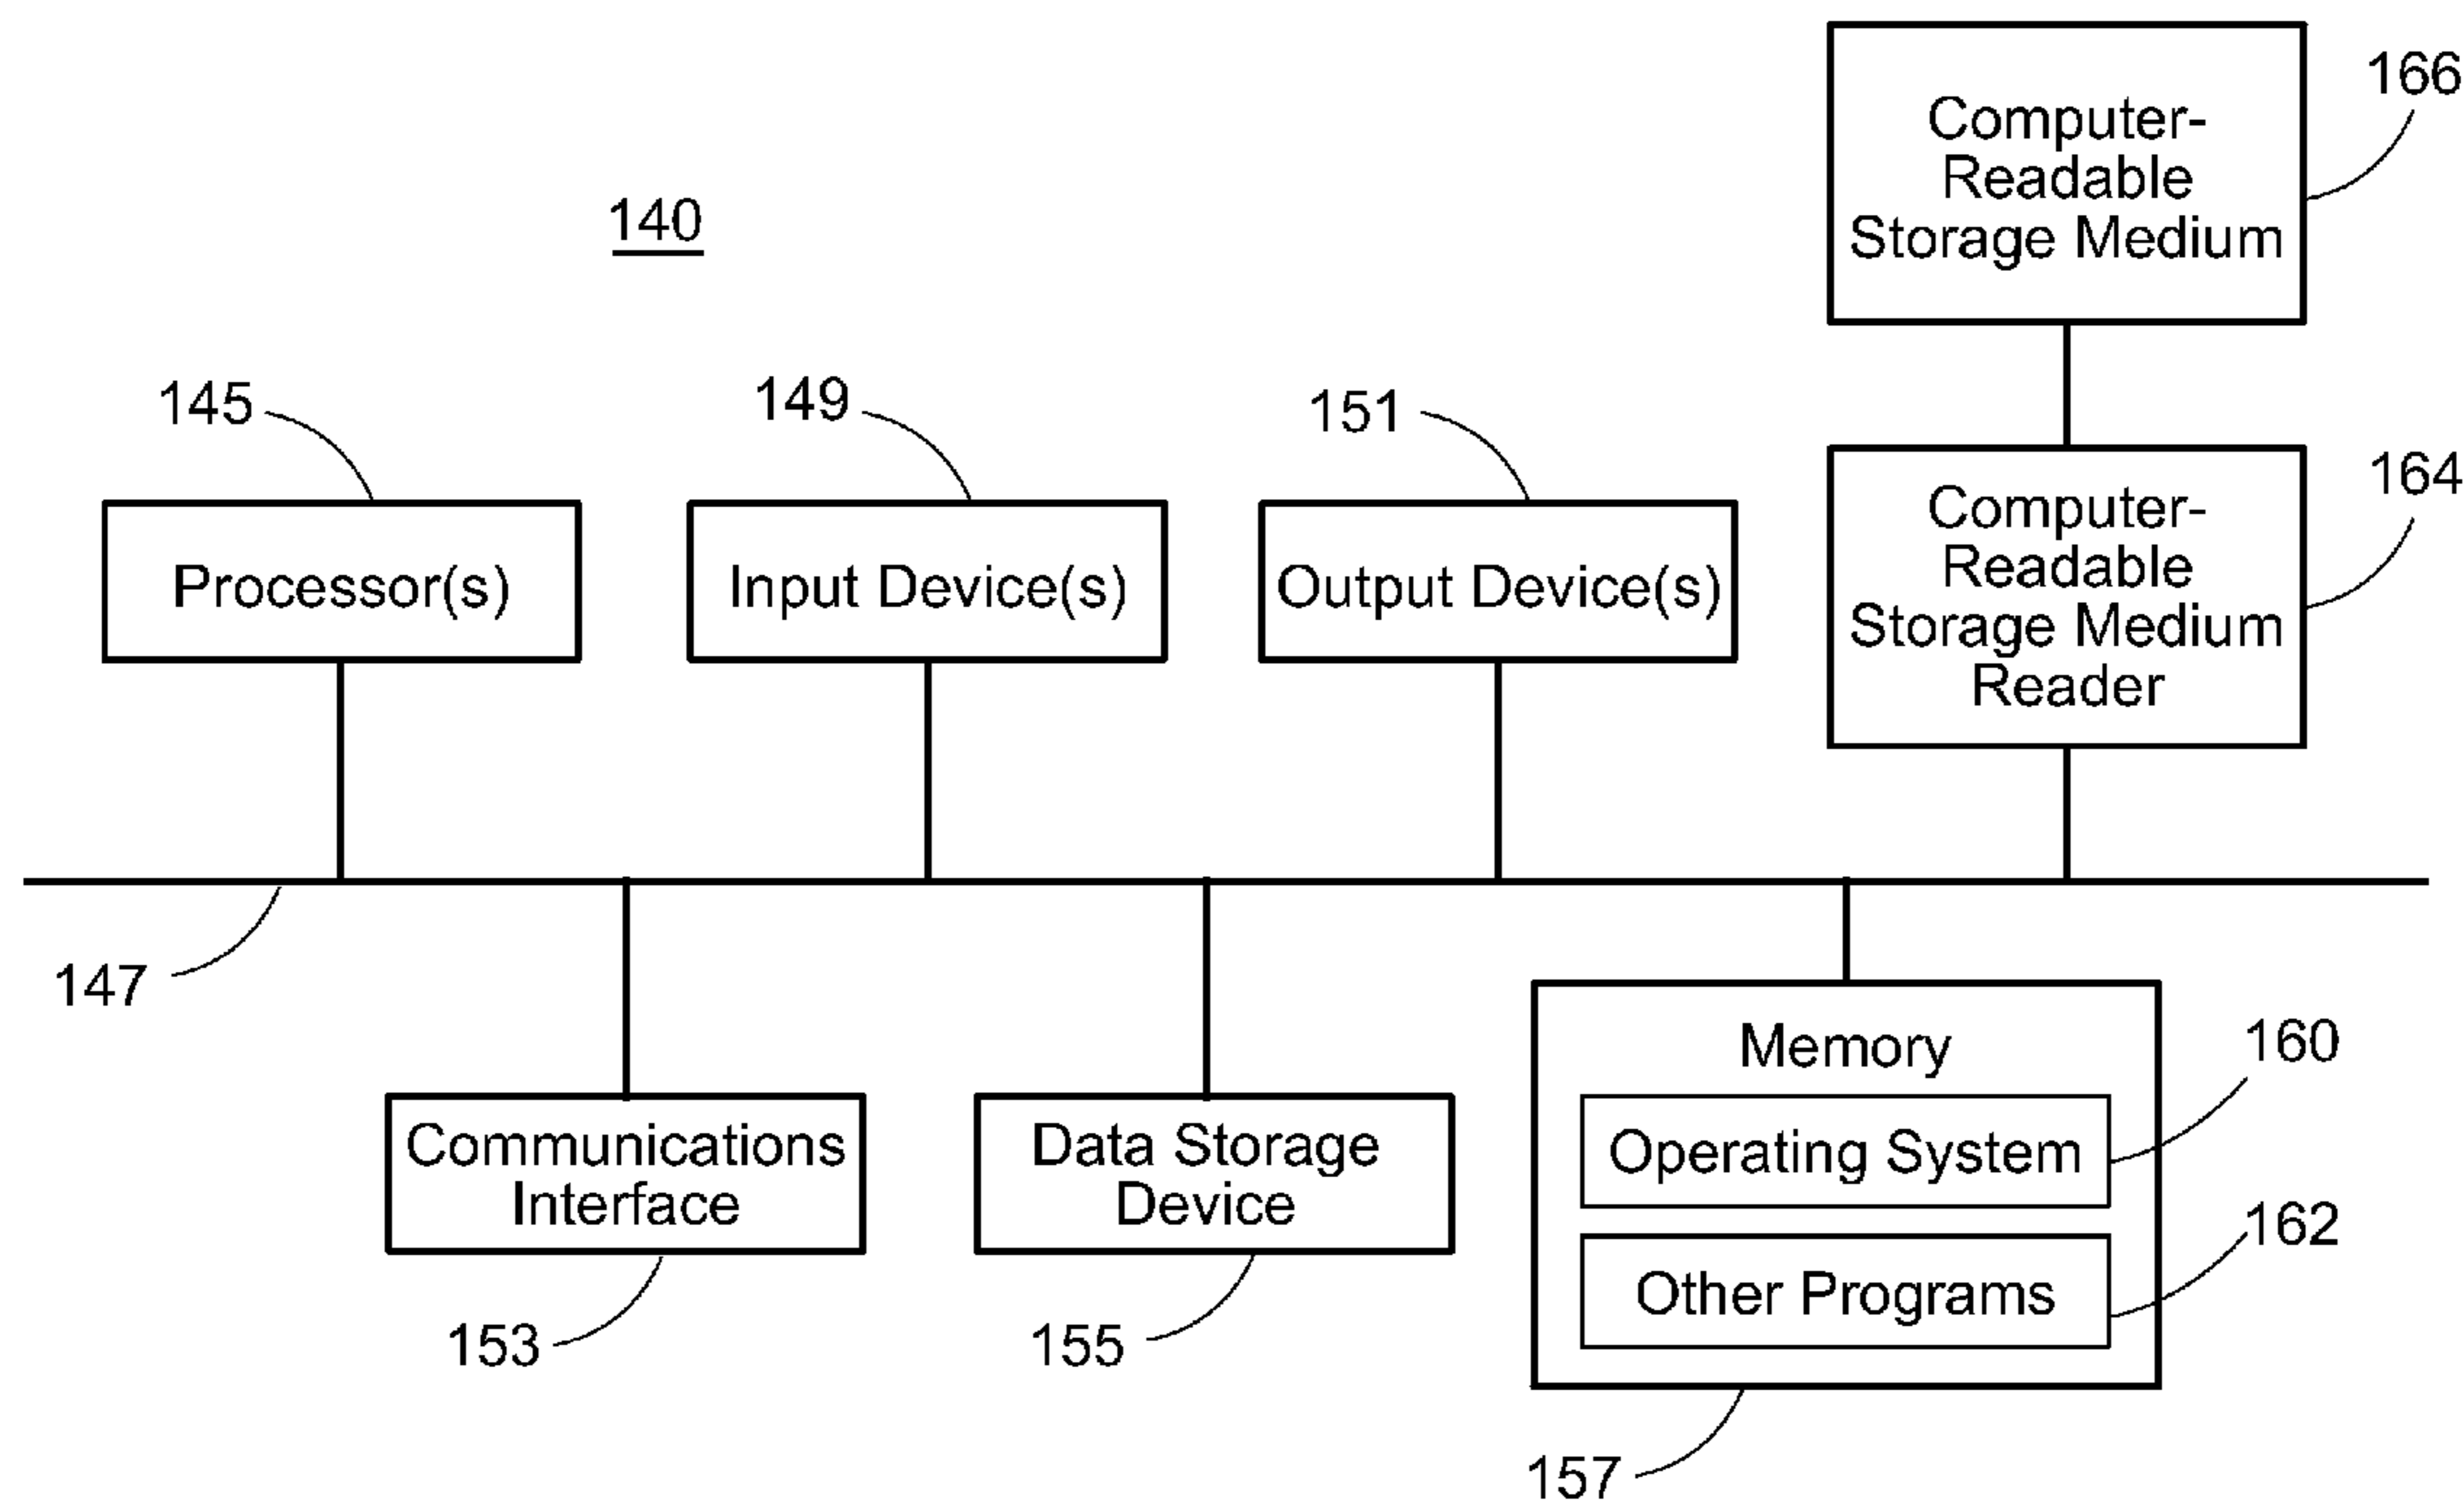 166
Computer-
Readable
Storage Medium
140
145
149
151
164
Computer-
Readable
Storage Medium
Reader
Processor(s)
Input Device(s)
Output Device(s)
147
Memory
160
Operating System
Communications
Interface
Data Storage
Device
162
Other Programs
153
155
157